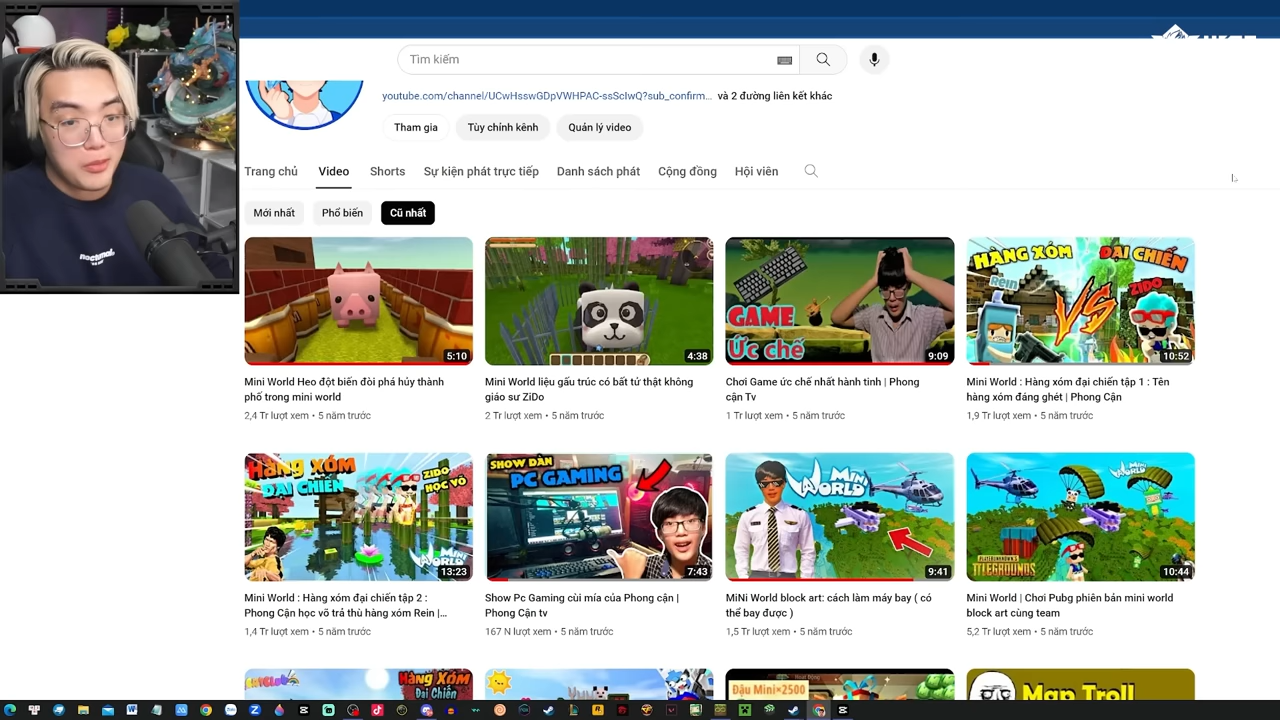 Tìm kiếm
youtube.com/channel/UCwHsswGDpVWHPAC-ssScIwQ?sub_confirm... và 2 đường liên kết khác
Tham gia
Tùy chỉnh kênh
Quản lý video
Trang chủ
Video
Shorts
Sự kiện phát trực tiếp
Danh sách phát
Cộng đồng
Hội viên
Mới nhất
Phổ biến
Cũ nhất
5:10
4:38
GAME
Ức chế
9:09
HÀNG XÓM ĐẠI CHIẾN
REIN
VS
ZIDO
10:52
Mini World Heo đột biến đòi phá hủy thành
phố trong mini world
2,4 Tr lượt xem • 5 năm trước
Mini World liệu gấu trúc có bất tử thật không
giáo sư ZiDo
2 Tr lượt xem • 5 năm trước
Chơi Game ức chế nhất hành tinh | Phong
cận Tv
1 Tr lượt xem • 5 năm trước
Mini World : Hàng xóm đại chiến tập 1 : Tên
hàng xóm đáng ghét | Phong Cận
1,9 Tr lượt xem • 5 năm trước
HÀNG XÓM
ĐẠI CHIẾN
ZIDO
HỌC VÕ
MINI WORLD
13:23
SHOW DÀN
PC GAMING
7:43
MINI WORLD
9:41
MINI WORLD
10:44
Mini World : Hàng xóm đại chiến tập 2 :
Phong Cận học võ trả thù hàng xóm Rein |...
1,4 Tr lượt xem • 5 năm trước
Show Pc Gaming cùi mía của Phong cận |
Phong Cận tv
167 N lượt xem • 5 năm trước
MiNi World block art: cách làm máy bay ( có
thể bay được )
1,5 Tr lượt xem • 5 năm trước
Mini World | Chơi Pubg phiên bản mini world
block art cùng team
5,2 Tr lượt xem • 5 năm trước
HÀNG XÓM
ĐẠI CHIẾN
Đậu Mini×2500
Map Troll